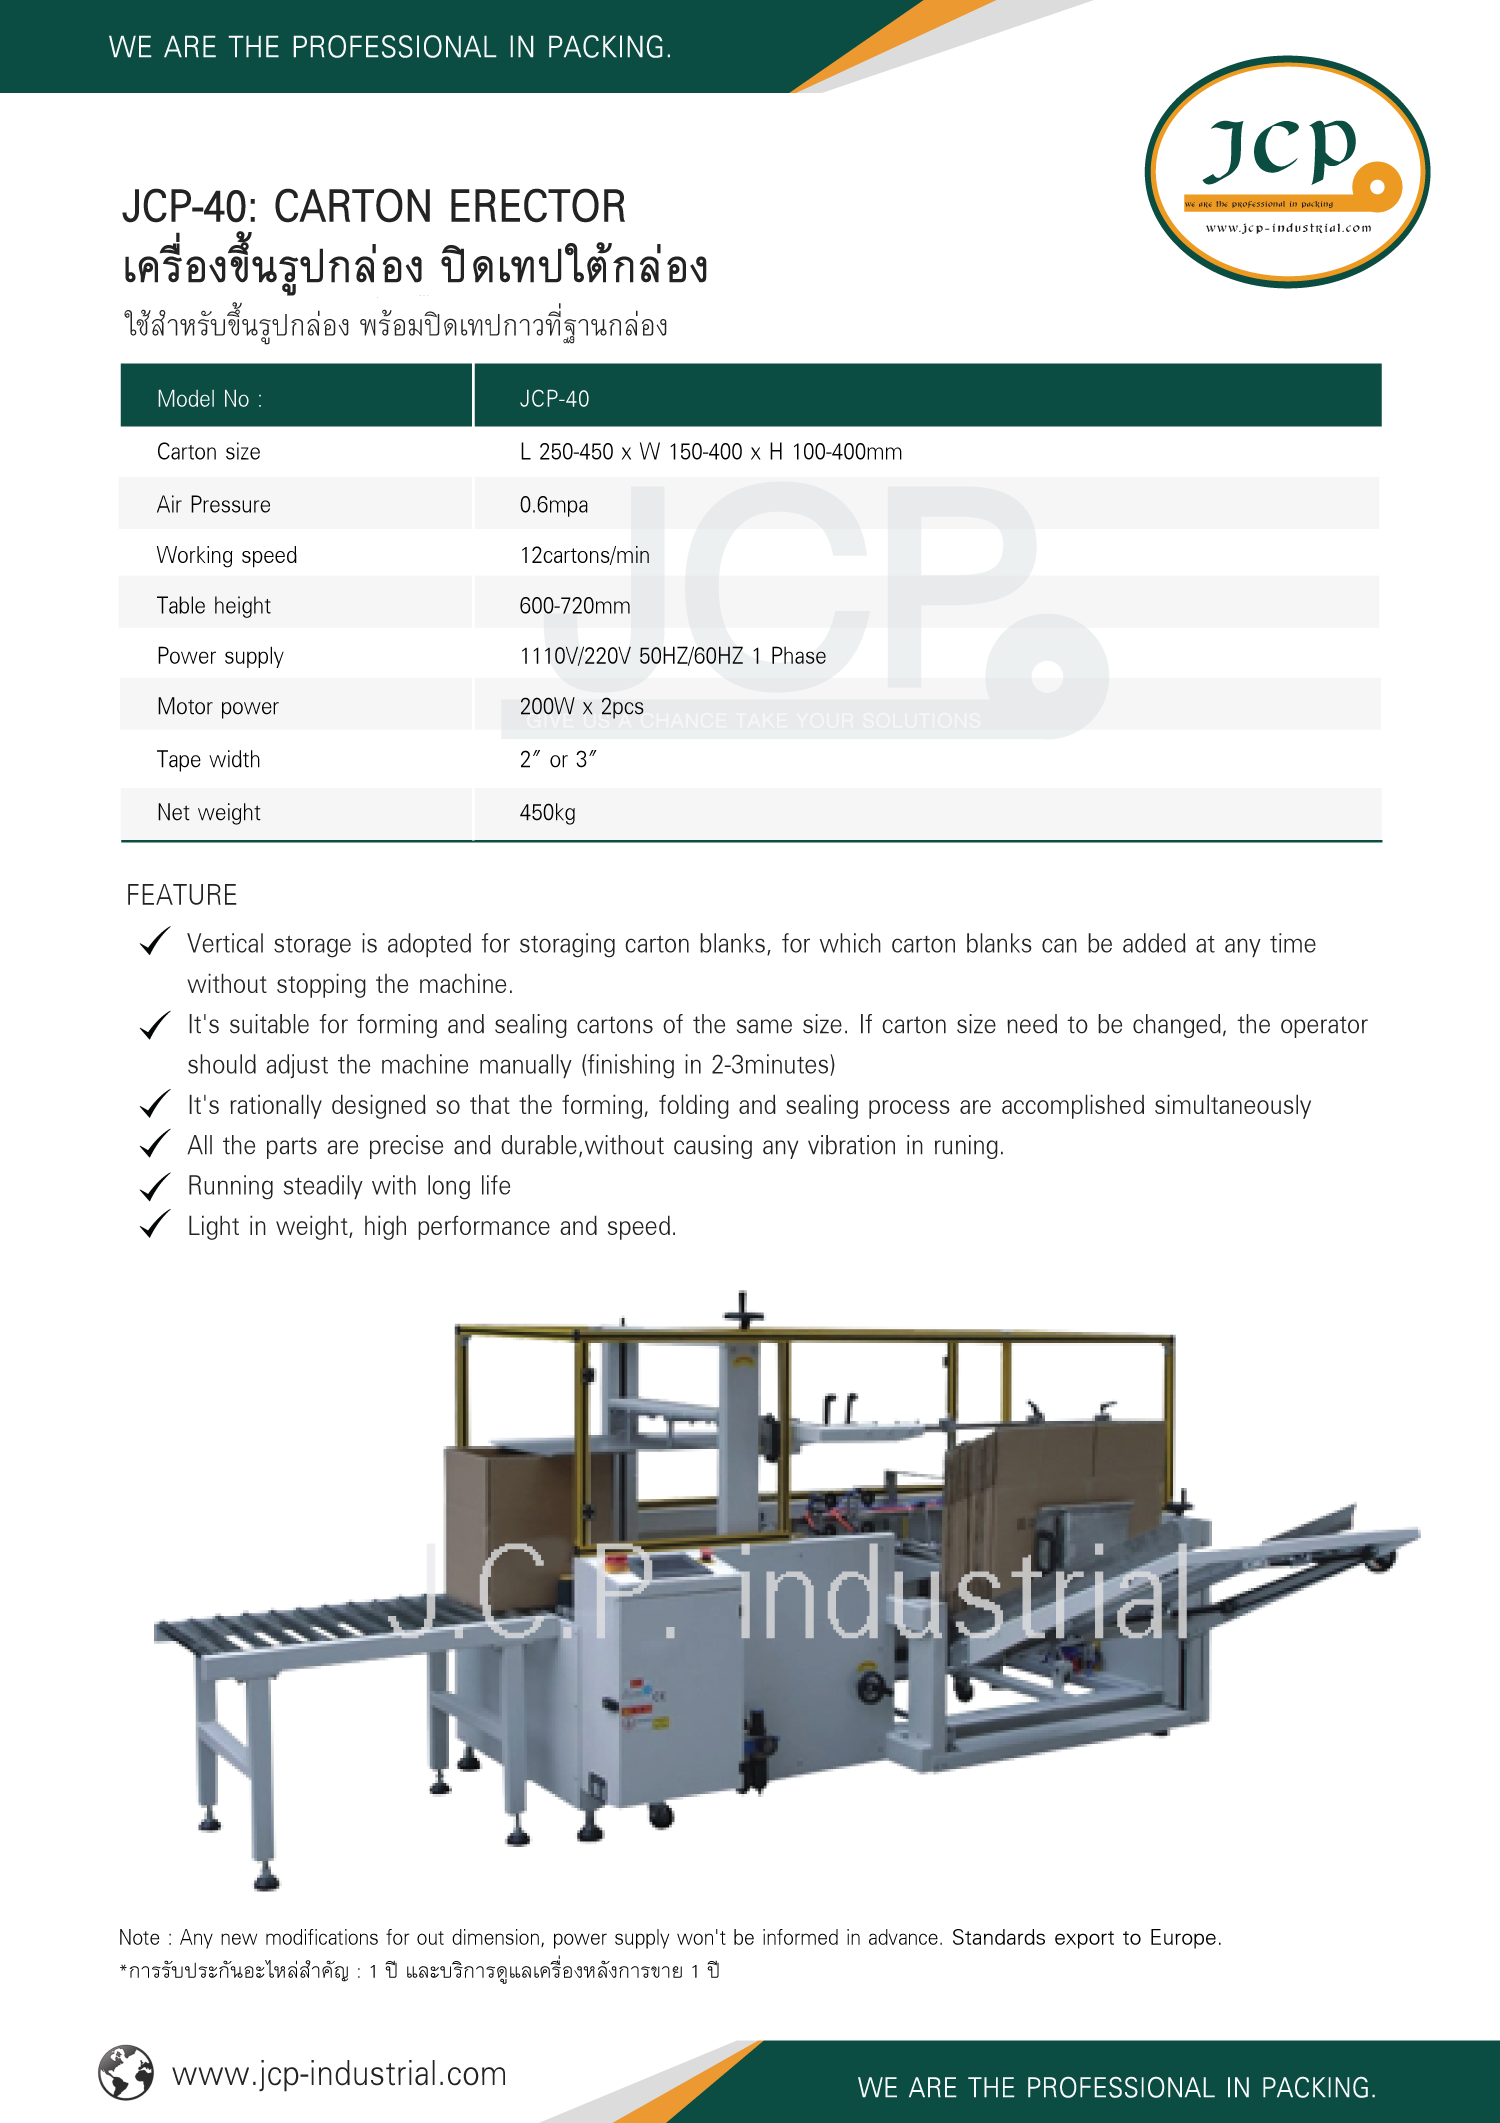 WE ARE THE PROFESSIONAL IN PACKING.
JCP
we are the professional in packing
www.jcp-industrial.com
JCP-40: CARTON ERECTOR
เครื่องขึ้นรูปกล่อง ปิดเทปใต้กล่อง
ใช้สำหรับขึ้นรูปกล่อง พร้อมปิดเทปกาวที่ฐานกล่อง
Model No : JCP-40
Carton size L 250-450 x W 150-400 x H 100-400mm
Air Pressure 0.6mpa
Working speed 12cartons/min
Table height 600-720mm
Power supply 1110V/220V 50HZ/60HZ 1 Phase
Motor power 200W x 2pcs
Tape width 2″ or 3″
Net weight 450kg
JCP
GIVE US A CHANCE TAKE YOUR SOLUTIONS
FEATURE
Vertical storage is adopted for storaging carton blanks, for which carton blanks can be added at any time
without stopping the machine.
It's suitable for forming and sealing cartons of the same size. If carton size need to be changed, the operator
should adjust the machine manually (finishing in 2-3minutes)
It's rationally designed so that the forming, folding and sealing process are accomplished simultaneously
All the parts are precise and durable,without causing any vibration in runing.
Running steadily with long life
Light in weight, high performance and speed.
J.C.P. industrial
Note : Any new modifications for out dimension, power supply won't be informed in advance. Standards export to Europe.
*การรับประกันอะไหล่สำคัญ : 1 ปี และบริการดูแลเครื่องหลังการขาย 1 ปี
www.jcp-industrial.com
WE ARE THE PROFESSIONAL IN PACKING.